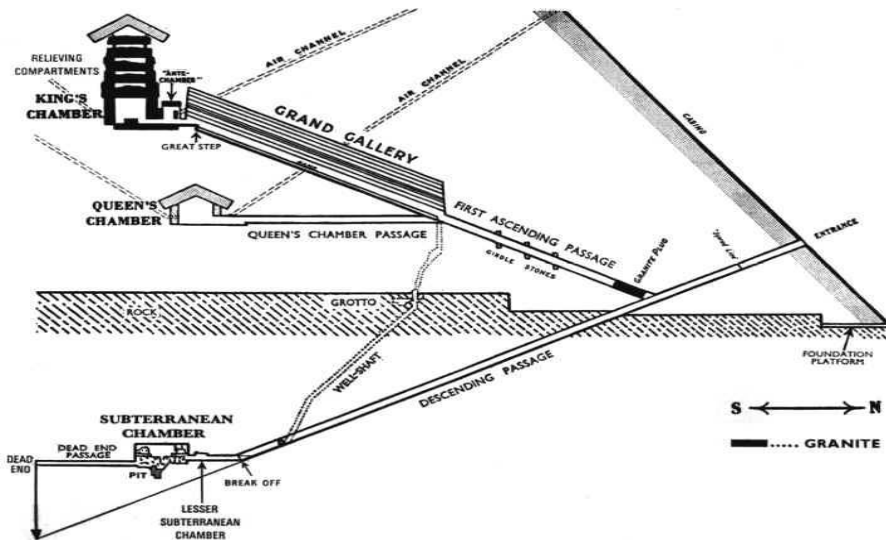 RELIEVING
COMPARTMENTS
"ANTE-
CHAMBER"
KING'S
CHAMBER
AIR CHANNEL
AIR CHANNEL
GRAND GALLERY
GREAT STEP
CASING
QUEEN'S
CHAMBER
QUEEN'S CHAMBER PASSAGE
FIRST ASCENDING PASSAGE
GIRDLE STONES
GRANITE PLUG
ENTRANCE
GROTTO
ROCK
WELL-SHAFT
DESCENDING PASSAGE
FOUNDATION
PLATFORM
S N
GRANITE
SUBTERRANEAN
CHAMBER
DEAD END
PASSAGE
DEAD
END
PIT
BREAK OFF
LESSER
SUBTERRANEAN
CHAMBER